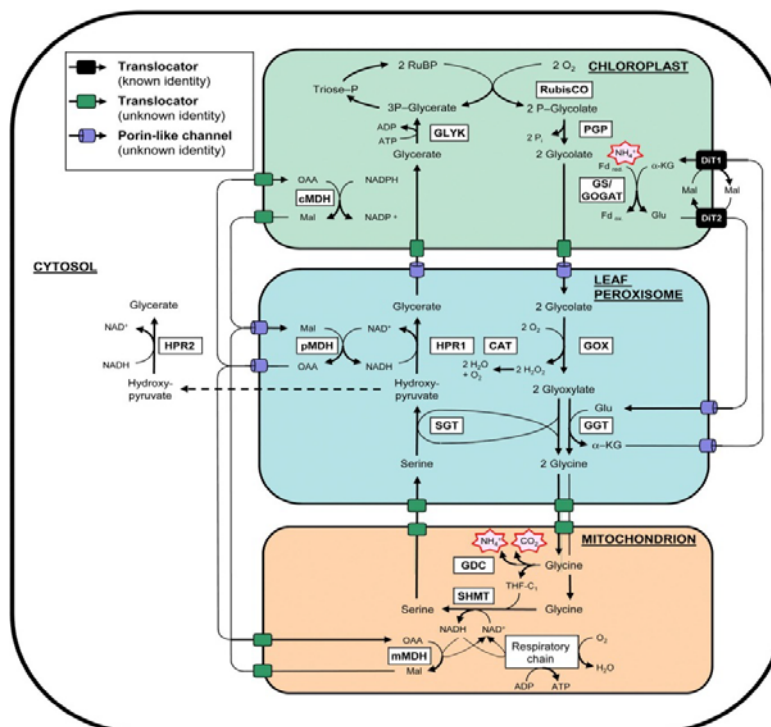 Translocator
(known identity)
Translocator
(unknown identity)
Porin-like channel
(unknown identity)
CHLOROPLAST
2 RuBP
2 O₂
RubisCO
Triose–P
3P–Glycerate
2 P–Glycolate
ADP
ATP
GLYK
2 Pᵢ
PGP
Glycerate
2 Glycolate
NH₄⁺
Fd red
α-KG
DiT1
OAA
NADPH
cMDH
GS/
GOGAT
Mal
Mal
Mal
NADP⁺
Fd ox
Glu
DiT2
CYTOSOL
LEAF
PEROXISOME
Glycerate
NAD⁺
HPR2
NADH
Hydroxy-
pyruvate
Glycerate
2 Glycolate
Mal
NAD⁺
2 O₂
pMDH
HPR1
CAT
GOX
OAA
NADH
2 H₂O
+ O₂
2 H₂O₂
Hydroxy-
pyruvate
2 Glyoxylate
Glu
SGT
GGT
α–KG
Serine
2 Glycine
MITOCHONDRION
NH₄⁺
CO₂
GDC
Glycine
THF-C₁
SHMT
Serine
Glycine
NADH
NAD⁺
OAA
mMDH
Mal
Respiratory
chain
O₂
H₂O
ADP
ATP